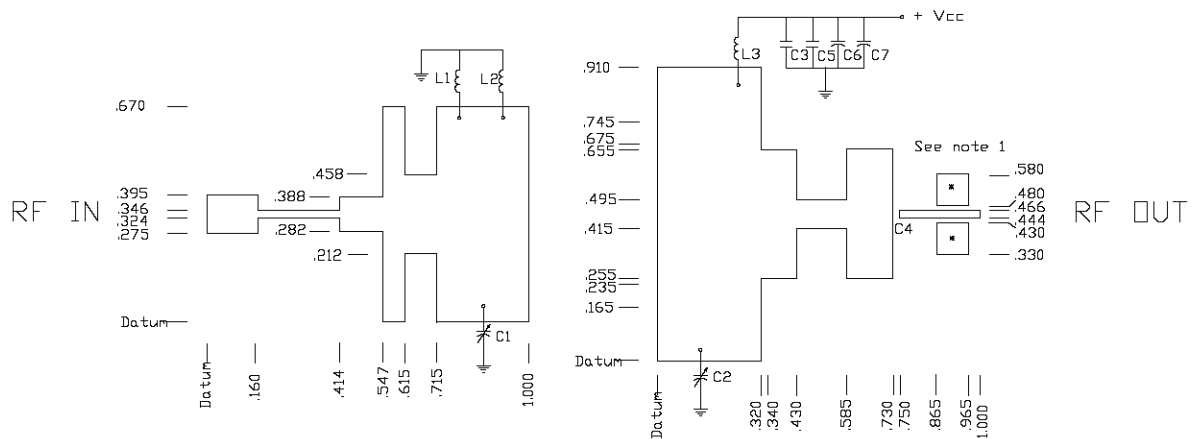 + Vcc
L3
C3
C5
C6
C7
L1
L2
.910
.670
.745
.675
.655
See note 1
.458
.580
.395
.388
.495
.480
RF IN
.346
.466
RF OUT
.324
.444
.275
.282
.415
C4
.430
.212
.330
.255
.235
.165
Datum
C1
Datum
C2
Datum
.160
.414
.547
.615
.715
1.000
Datum
.320
.340
.430
.585
.730
.750
.865
.965
1.000